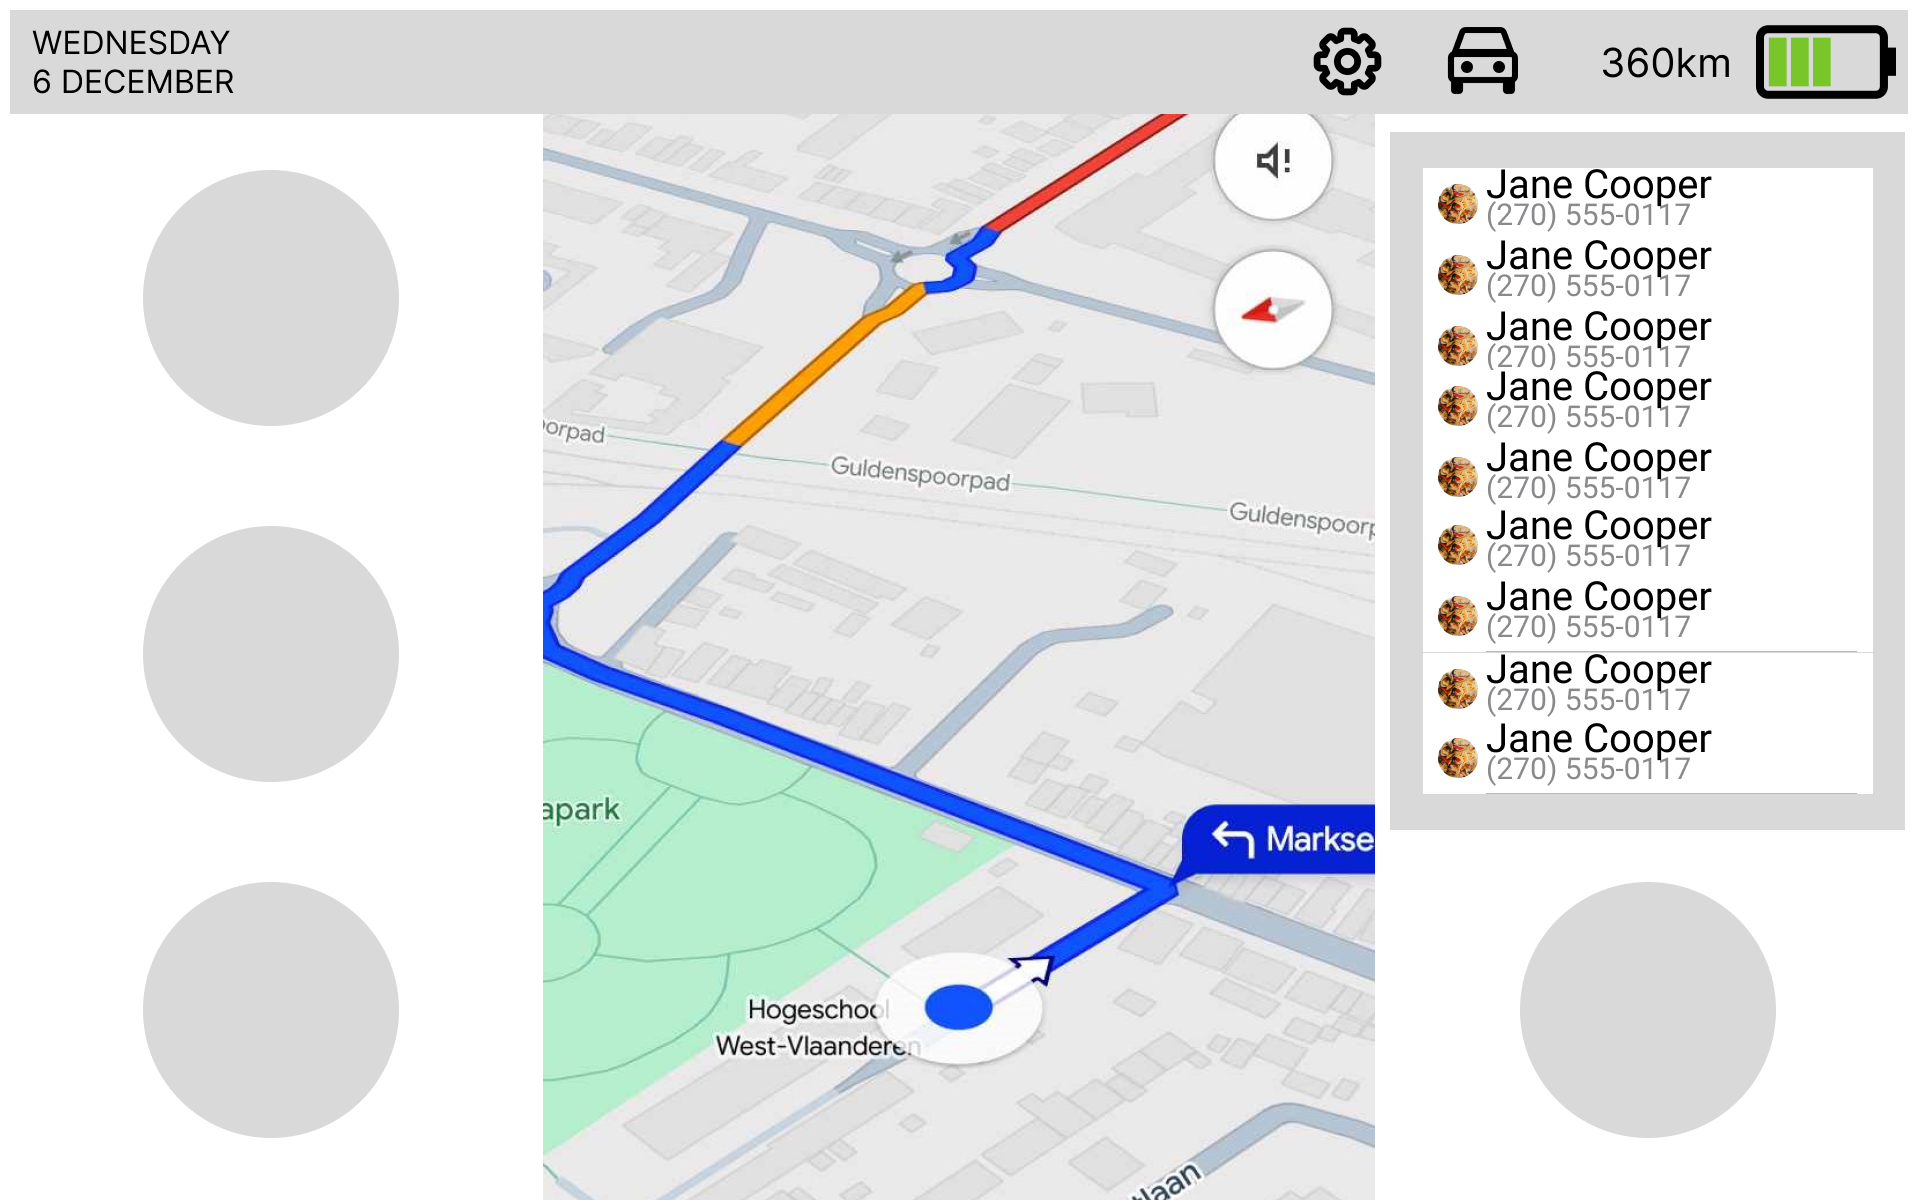 WEDNESDAY
6 DECEMBER
360km
orpad
Guldenspoorpad
Guldenspoorp
apark
Markse
Hogeschool
West-Vlaanderen
tlaan
Jane Cooper
(270) 555-0117
Jane Cooper
(270) 555-0117
Jane Cooper
(270) 555-0117
Jane Cooper
(270) 555-0117
Jane Cooper
(270) 555-0117
Jane Cooper
(270) 555-0117
Jane Cooper
(270) 555-0117
Jane Cooper
(270) 555-0117
Jane Cooper
(270) 555-0117